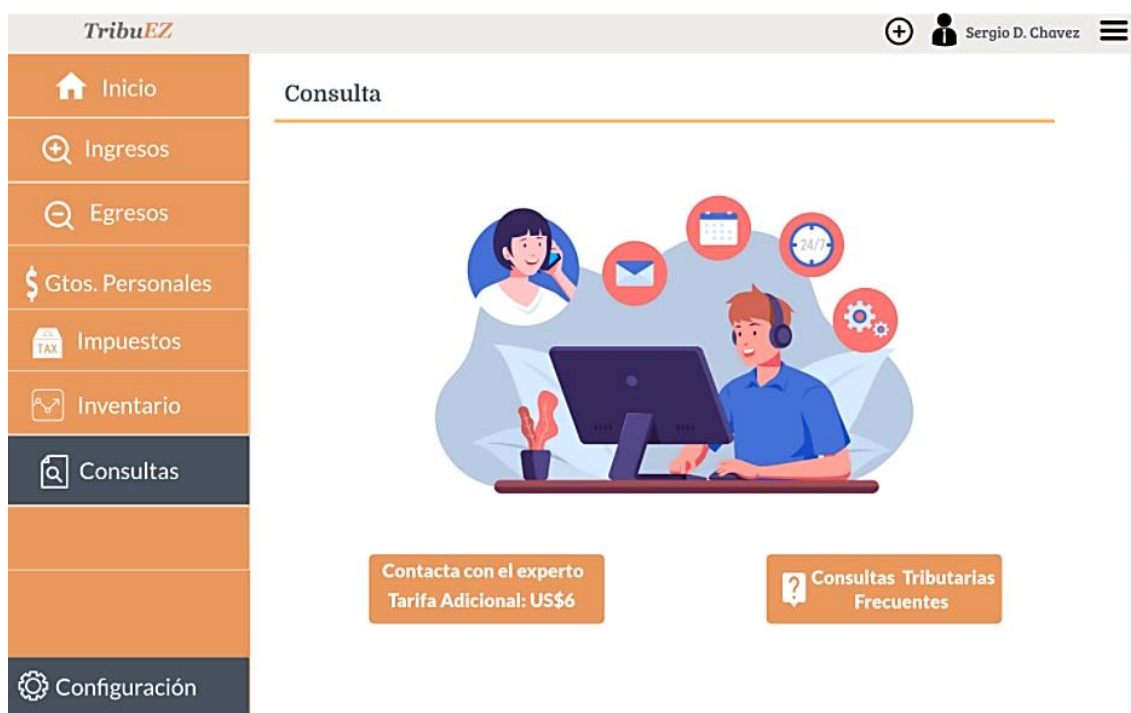 TribuEZ
Sergio D. Chavez
Inicio
Ingresos
Egresos
$ Gtos. Personales
TAX Impuestos
Inventario
Consultas
Configuración
Consulta
24/7
Contacta con el experto
Tarifa Adicional: US$6
? Consultas Tributarias
Frecuentes